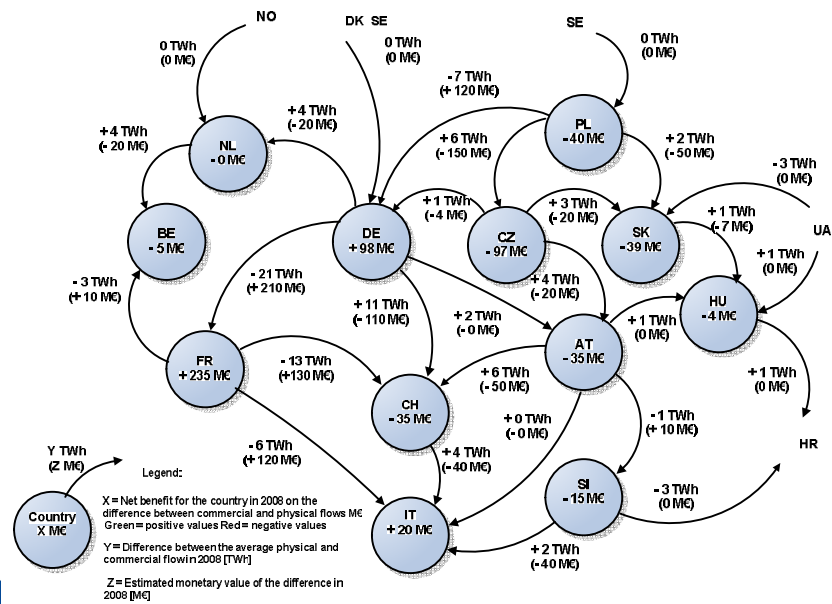 NO
DK SE
SE
0 TWh
(0 M€)
0 TWh
(0 M€)
0 TWh
(0 M€)
- 7 TWh
(+ 120 M€)
+ 4 TWh
(- 20 M€)
+ 4 TWh
(- 20 M€)
+ 6 TWh
(- 150 M€)
PL
- 40 M€
+ 2 TWh
(- 50 M€)
NL
- 0 M€
- 3 TWh
(0 M€)
+ 1 TWh
(- 4 M€)
+ 3 TWh
(- 20 M€)
+ 1 TWh
(- 7 M€)
UA
BE
- 5 M€
DE
+ 98 M€
CZ
- 97 M€
SK
- 39 M€
+ 1 TWh
(0 M€)
- 3 TWh
(+ 10 M€)
- 21 TWh
(+ 210 M€)
+ 4 TWh
(- 20 M€)
+ 11 TWh
(- 110 M€)
+ 2 TWh
(- 0 M€)
HU
- 4 M€
+ 1 TWh
(0 M€)
FR
+ 235 M€
- 13 TWh
(+130 M€)
AT
- 35 M€
+ 6 TWh
(- 50 M€)
+ 1 TWh
(0 M€)
CH
- 35 M€
+ 0 TWh
(- 0 M€)
- 1 TWh
(+ 10 M€)
HR
- 6 TWh
(+ 120 M€)
+ 4 TWh
(- 40 M€)
Y TWh
(Z M€)
Legend:
SI
- 15 M€
- 3 TWh
(0 M€)
Country
X M€
X = Net benefit for the country in 2008 on the
difference between commercial and physical flows M€
Green = positive values Red = negative values
IT
+ 20 M€
Y = Difference between the average physical and
commercial flow in 2008 [TWh]
+ 2 TWh
(- 40 M€)
Z = Estimated monetary value of the difference in
2008 [M€]